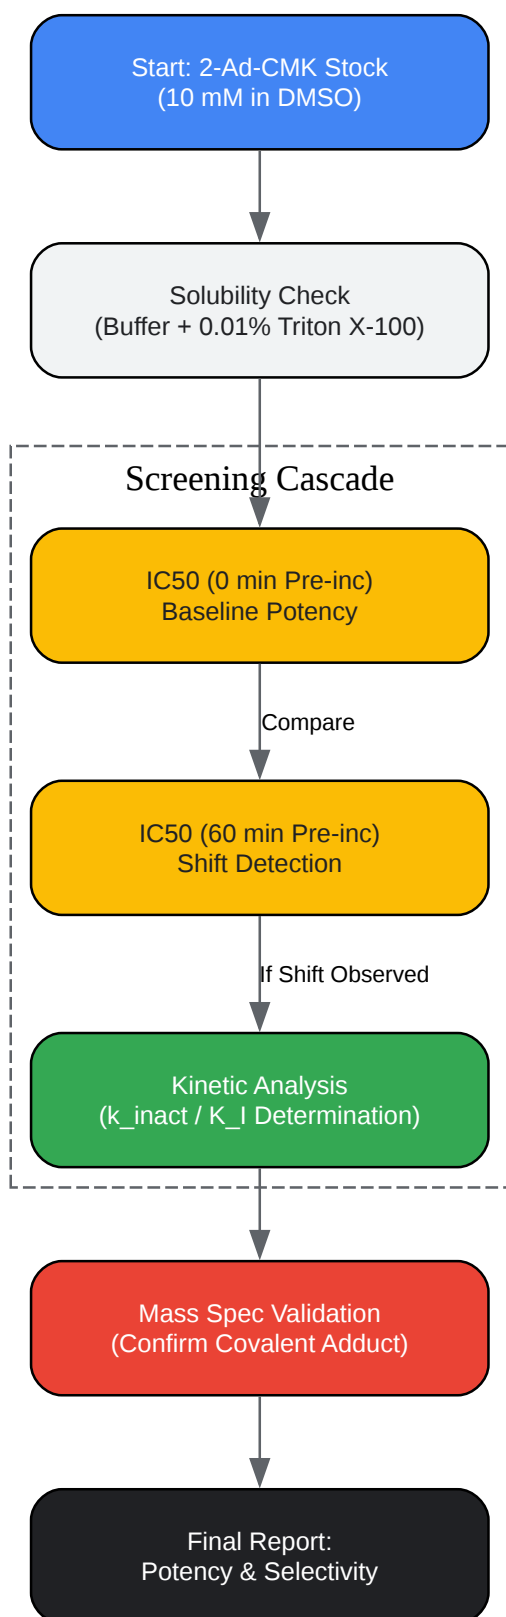 Start: 2-Ad-CMK Stock
(10 mM in DMSO)
Solubility Check
(Buffer + 0.01% Triton X-100)
Screening Cascade
IC50 (0 min Pre-inc)
Baseline Potency
Compare
IC50 (60 min Pre-inc)
Shift Detection
If Shift Observed
Kinetic Analysis
(k_inact / K_I Determination)
Mass Spec Validation
(Confirm Covalent Adduct)
Final Report:
Potency & Selectivity